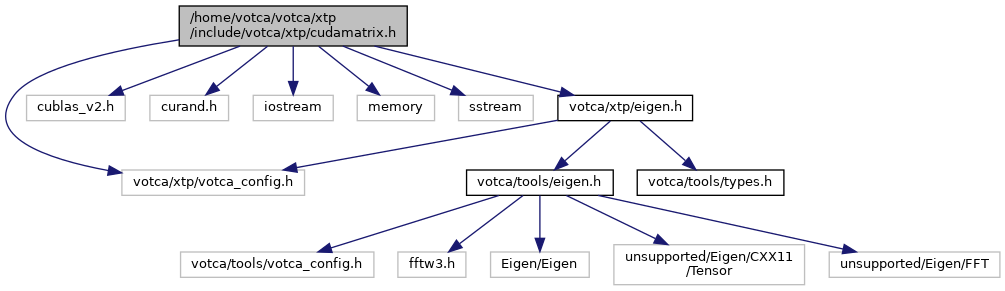 /home/votca/votca/xtp
/include/votca/xtp/cudamatrix.h
cublas_v2.h
curand.h
iostream
memory
sstream
votca/xtp/eigen.h
votca/xtp/votca_config.h
votca/tools/eigen.h
votca/tools/types.h
votca/tools/votca_config.h
fftw3.h
Eigen/Eigen
unsupported/Eigen/CXX11
/Tensor
unsupported/Eigen/FFT